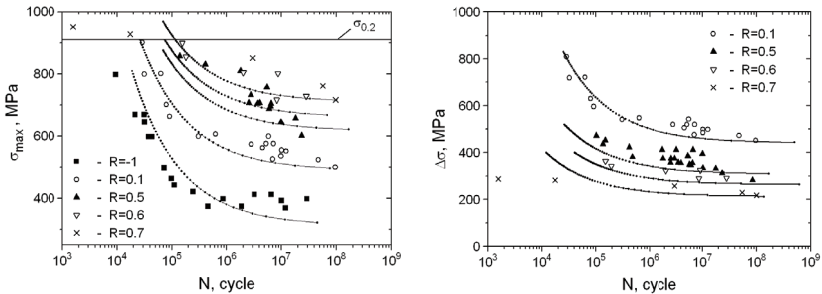 1000
800
600
400
σmax, MPa
σ0.2
■ - R=-1
○ - R=0.1
▲ - R=0.5
▽ - R=0.6
× - R=0.7
10³ 10⁴ 10⁵ 10⁶ 10⁷ 10⁸ 10⁹
N, cycle
1000
800
600
400
200
0
Δσ, MPa
○ - R=0.1
▲ - R=0.5
▽ - R=0.6
× - R=0.7
10³ 10⁴ 10⁵ 10⁶ 10⁷ 10⁸ 10⁹
N, cycle